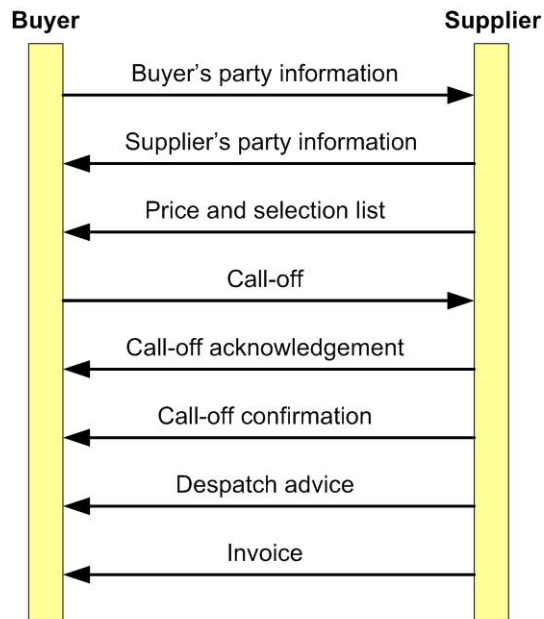 Buyer
Supplier
Buyer's party information
Supplier's party information
Price and selection list
Call-off
Call-off acknowledgement
Call-off confirmation
Despatch advice
Invoice